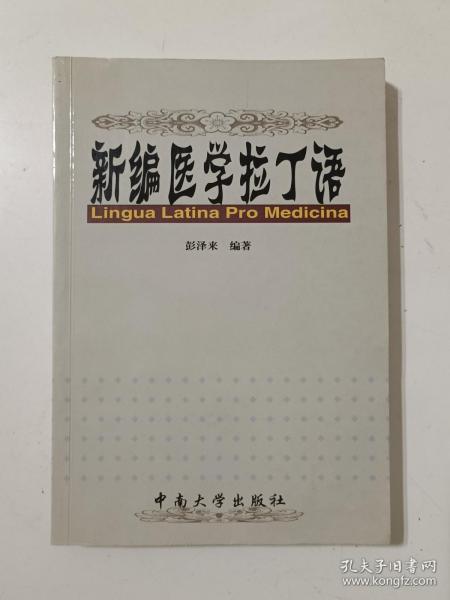 新编医学拉丁语
Lingua Latina Pro Medicina
彭泽来 编著
中南大学出版社
孔夫子旧书网
www.kongfz.com